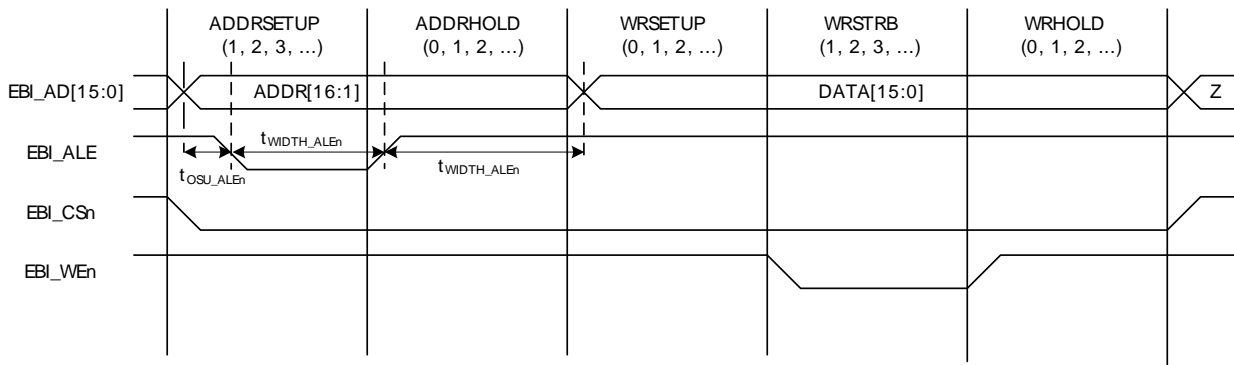 ADDRSETUP ADDRHOLD WRSETUP WRSTRB WRHOLD
(1, 2, 3, ...) (0, 1, 2, ...) (0, 1, 2, ...) (1, 2, 3, ...) (0, 1, 2, ...)
EBI_AD[15:0] ADDR[16:1] DATA[15:0] Z
EBI_ALE tWIDTH_ALEn
tOSU_ALEn tWIDTH_ALEn
EBI_CSn
EBI_WEn